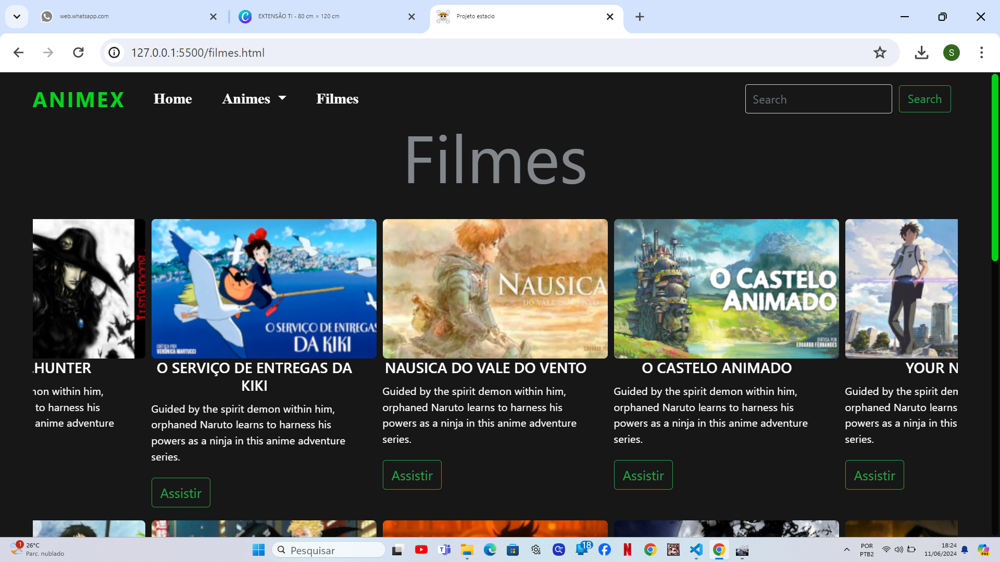 web.whatsapp.com
EXTENSÃO TI - 80 cm × 120 cm
Projeto estacio
127.0.0.1:5500/filmes.html
S
ANIMEX
Home
Animes
Filmes
Search
Search
Filmes
BLOODLUST
O SERVIÇO DE ENTREGAS
DA KIKI
CRÍTICA POR
VERÔNICA MARTUCCI
NAUSICA
DO VALE DO VENTO
O CASTELO
ANIMADO
CRÍTICA POR
EDUARDO FERNANDES
.HUNTER
non within him,
to harness his
anime adventure
O SERVIÇO DE ENTREGAS DA
KIKI
Guided by the spirit demon within him,
orphaned Naruto learns to harness his
powers as a ninja in this anime adventure
series.
Assistir
NAUSICA DO VALE DO VENTO
Guided by the spirit demon within him,
orphaned Naruto learns to harness his
powers as a ninja in this anime adventure
series.
Assistir
O CASTELO ANIMADO
Guided by the spirit demon within him,
orphaned Naruto learns to harness his
powers as a ninja in this anime adventure
series.
Assistir
YOUR N
Guided by the spirit dem
orphaned Naruto learns
powers as a ninja in this
series.
Assistir
1
26°C
Parc. nublado
Pesquisar
18
POR
PTB2
18:24
11/06/2024
PRE